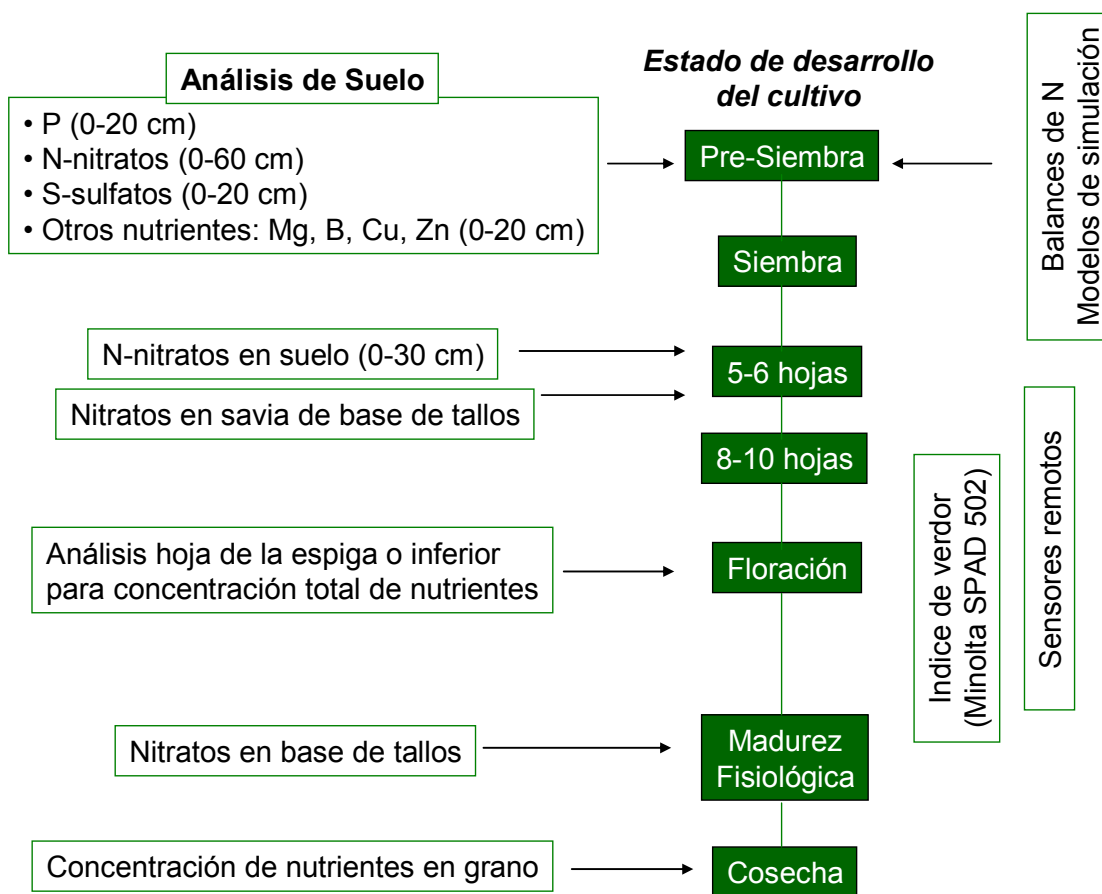 Análisis de Suelo
• P (0-20 cm)
• N-nitratos (0-60 cm)
• S-sulfatos (0-20 cm)
• Otros nutrientes: Mg, B, Cu, Zn (0-20 cm)
Estado de desarrollo
del cultivo
Pre-Siembra
Balances de N
Modelos de simulación
Siembra
N-nitratos en suelo (0-30 cm)
5-6 hojas
Nitratos en savia de base de tallos
8-10 hojas
Indice de verdor
(Minolta SPAD 502)
Sensores remotos
Análisis hoja de la espiga o inferior
para concentración total de nutrientes
Floración
Nitratos en base de tallos
Madurez
Fisiológica
Concentración de nutrientes en grano
Cosecha